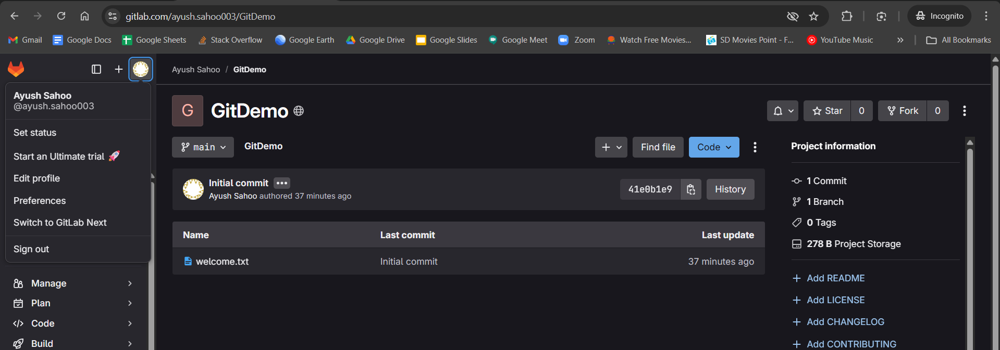 gitlab.com/ayush.sahoo003/GitDemo
Incognito
Gmail
Google Docs
Google Sheets
Stack Overflow
Google Earth
Google Drive
Google Slides
Google Meet
Zoom
Watch Free Movies...
SD Movies Point - F...
YouTube Music
All Bookmarks
Ayush Sahoo / GitDemo
Ayush Sahoo
@ayush.sahoo003
Set status
Start an Ultimate trial 🚀
Edit profile
Preferences
Switch to GitLab Next
Sign out
Manage
Plan
Code
Build
G
GitDemo
Star 0
Fork 0
main
GitDemo
Find file
Code
Initial commit
Ayush Sahoo authored 37 minutes ago
41e0b1e9
History
Name Last commit Last update
welcome.txt Initial commit 37 minutes ago
Project information
1 Commit
1 Branch
0 Tags
278 B Project Storage
Add README
Add LICENSE
Add CHANGELOG
Add CONTRIBUTING